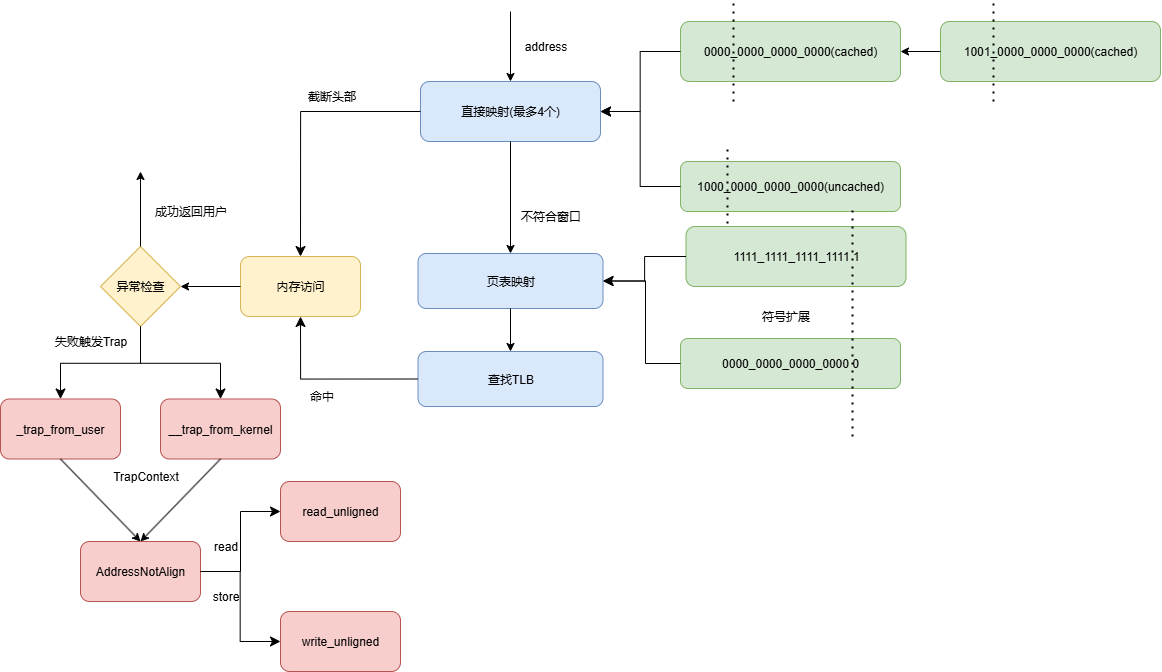 address
0000_0000_0000_0000(cached)
1001_0000_0000_0000(cached)
截断头部
直接映射(最多4个)
1000_0000_0000_0000(uncached)
成功返回用户
不符合窗口
1111_1111_1111_1111 1
异常检查
内存访问
页表映射
符号扩展
失败触发Trap
查找TLB
0000_0000_0000_0000 0
命中
_trap_from_user
__trap_from_kernel
TrapContext
read_unligned
read
AddressNotAlign
store
write_unligned